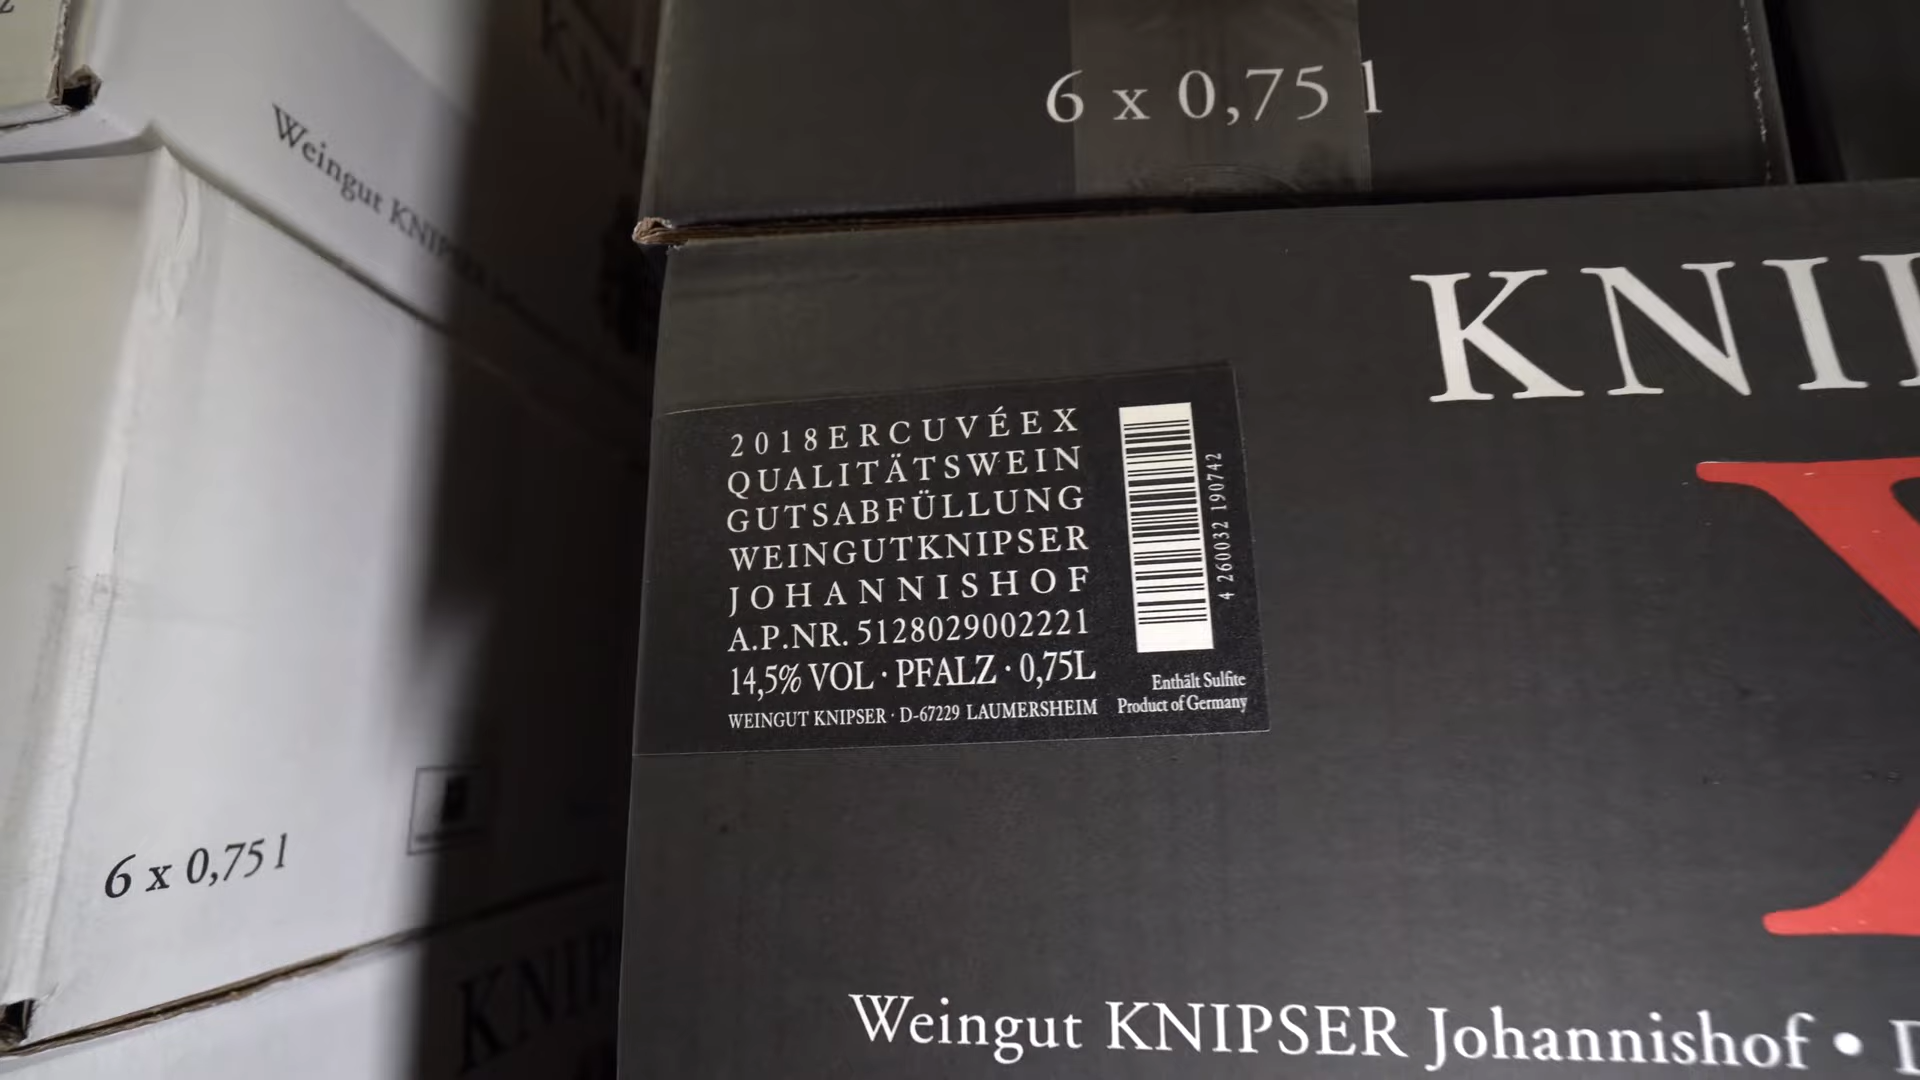 Weingut KNIPSER
6 x 0,75 l
6 x 0,75 l
KNI
2018ERCUVÉEX
QUALITÄTSWEIN
GUTSABFÜLLUNG
WEINGUTKNIPSER
JOHANNISHOF
A.P.NR. 5128029002221
14,5% VOL · PFALZ · 0,75L
WEINGUT KNIPSER · D-67229 LAUMERSHEIM
4 260032 190742
Enthält Sulfite
Product of Germany
X
Weingut KNIPSER Johannishof •
KNIP